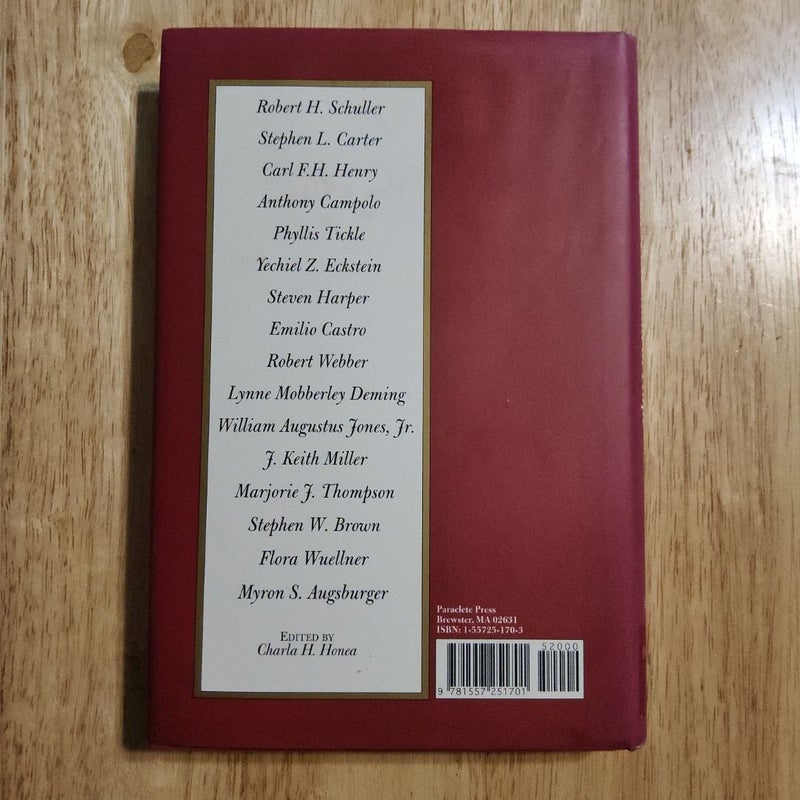 Robert H. Schuller
Stephen L. Carter
Carl F.H. Henry
Anthony Campolo
Phyllis Tickle
Yechiel Z. Eckstein
Steven Harper
Emilio Castro
Robert Webber
Lynne Mobberley Deming
William Augustus Jones, Jr.
J. Keith Miller
Marjorie J. Thompson
Stephen W. Brown
Flora Wuellner
Myron S. Augsburger
EDITED BY
Charla H. Honea
Paraclete Press
Brewster, MA 02631
ISBN: 1-55725-170-3
52000
9 781557 251701